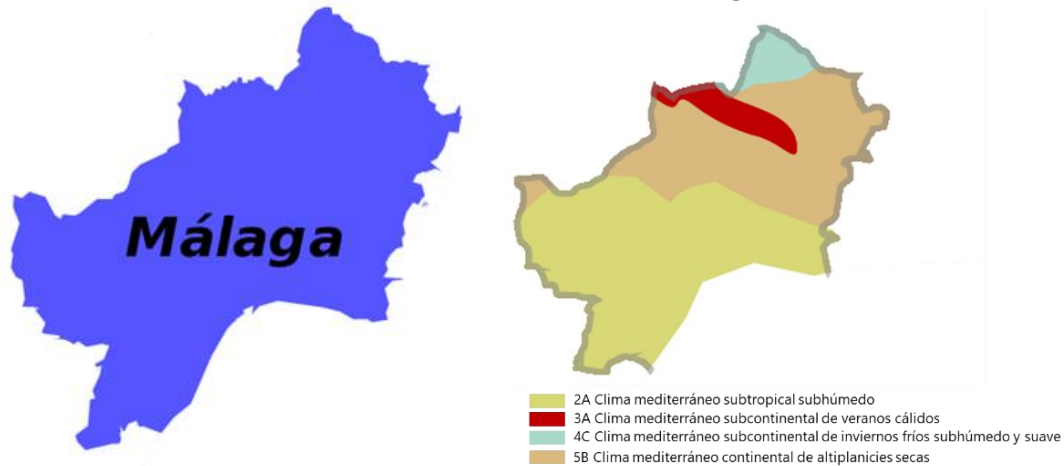 Málaga
2A Clima mediterráneo subtropical subhúmedo
3A Clima mediterráneo subcontinental de veranos cálidos
4C Clima mediterráneo subcontinental de inviernos fríos subhúmedo y suave
5B Clima mediterráneo continental de altiplanicies secas